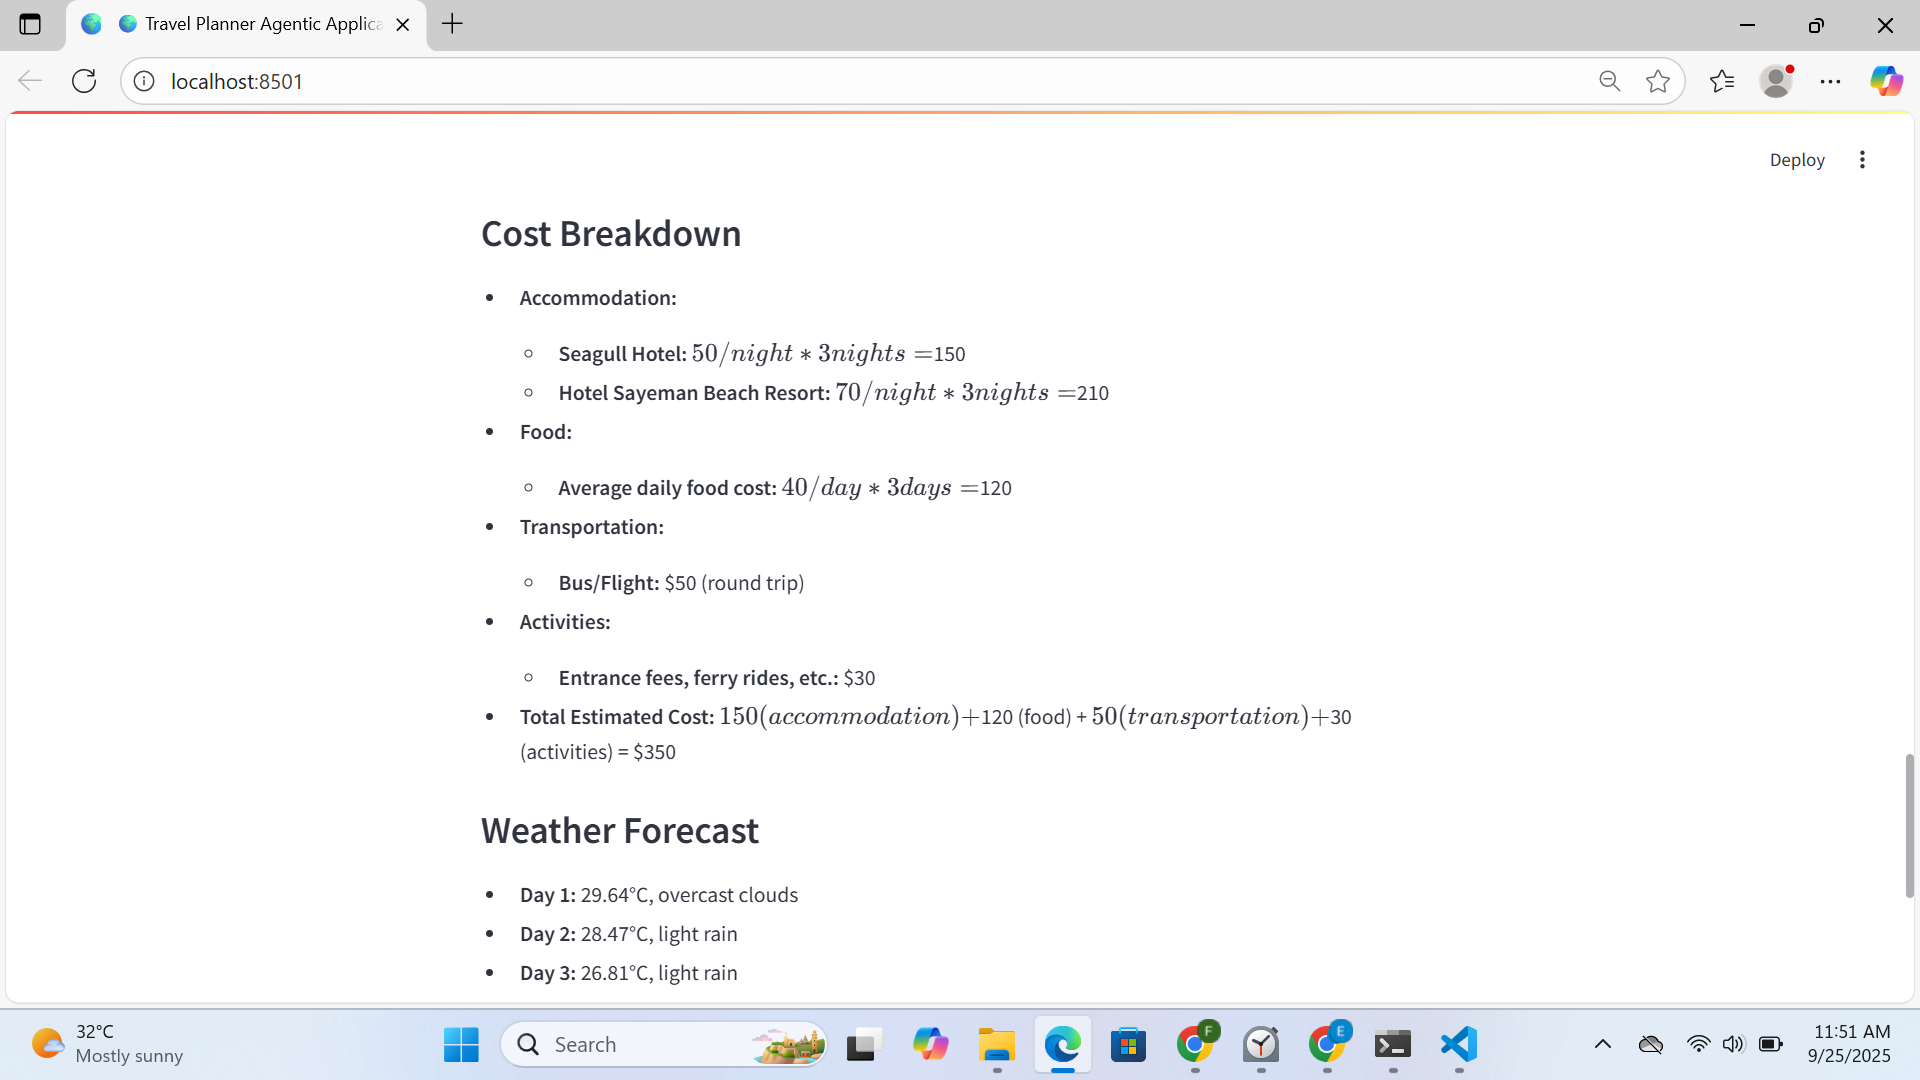 Travel Planner Agentic Applica
localhost:8501
Deploy
Cost Breakdown
Accommodation:
Seagull Hotel: 50/night * 3nights =150
Hotel Sayeman Beach Resort: 70/night * 3nights =210
Food:
Average daily food cost: 40/day * 3days =120
Transportation:
Bus/Flight: $50 (round trip)
Activities:
Entrance fees, ferry rides, etc.: $30
Total Estimated Cost: 150(accommodation)+120 (food) + 50(transportation)+30
(activities) = $350
Weather Forecast
Day 1: 29.64°C, overcast clouds
Day 2: 28.47°C, light rain
Day 3: 26.81°C, light rain
32°C
Mostly sunny
Search
F
E
11:51 AM
9/25/2025